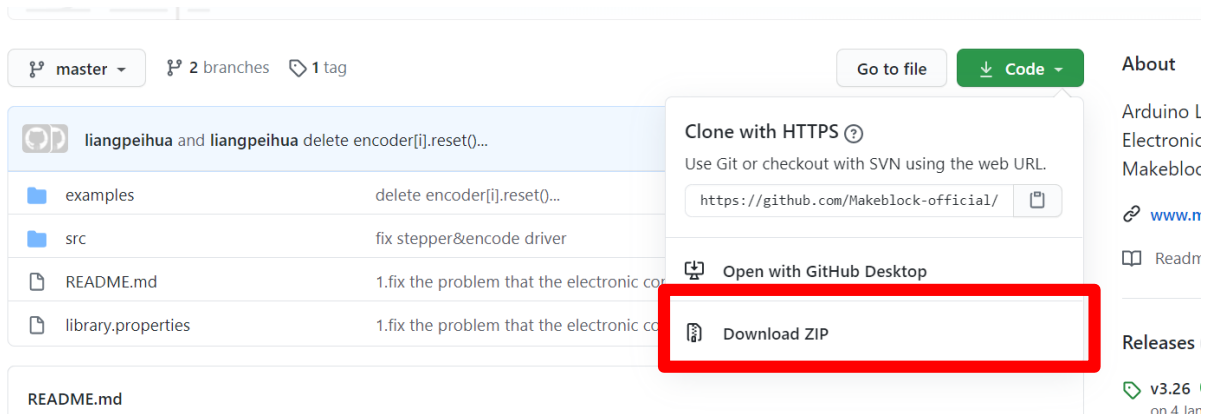 master
2 branches
1 tag
Go to file
Code
About
Clone with HTTPS
Use Git or checkout with SVN using the web URL.
https://github.com/Makeblock-official/
Open with GitHub Desktop
Download ZIP
liangpeihua and liangpeihua delete encoder[i].reset()...
examples delete encoder[i].reset()...
src fix stepper&encode driver
README.md 1.fix the problem that the electronic
library.properties 1.fix the problem that the electronic
README.md
Arduino
Electronic
Makebloc
www.m
Readm
Releases
v3.26
on 4 Jan